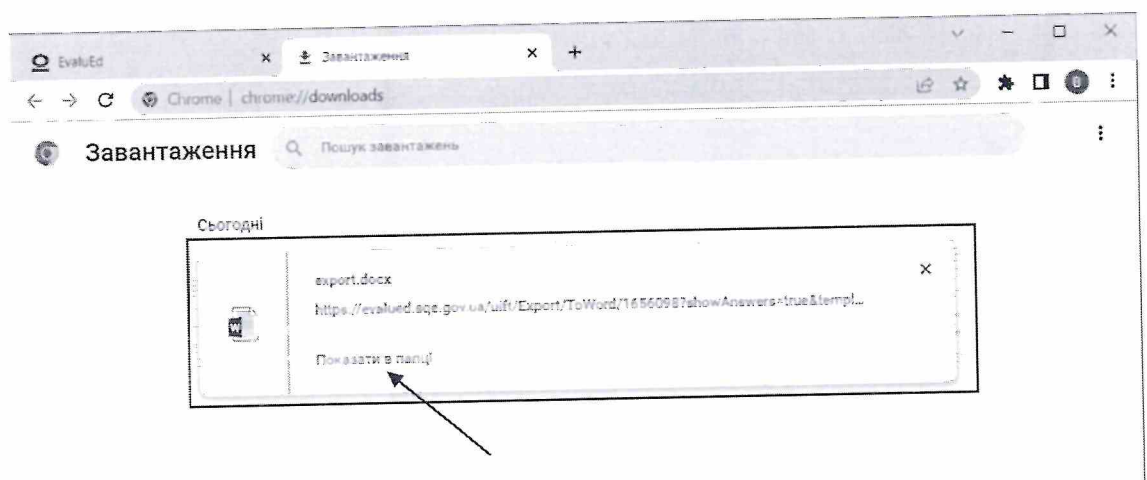 EvaluEd
Завантаження
Chrome | chrome://downloads
Завантаження
Пошук завантажень
Сьогодні
export.docx
https://evalued.sqe.gov.ua/uift/Export/ToWord/1656098?showAnswers=true&templ...
Показати в папці